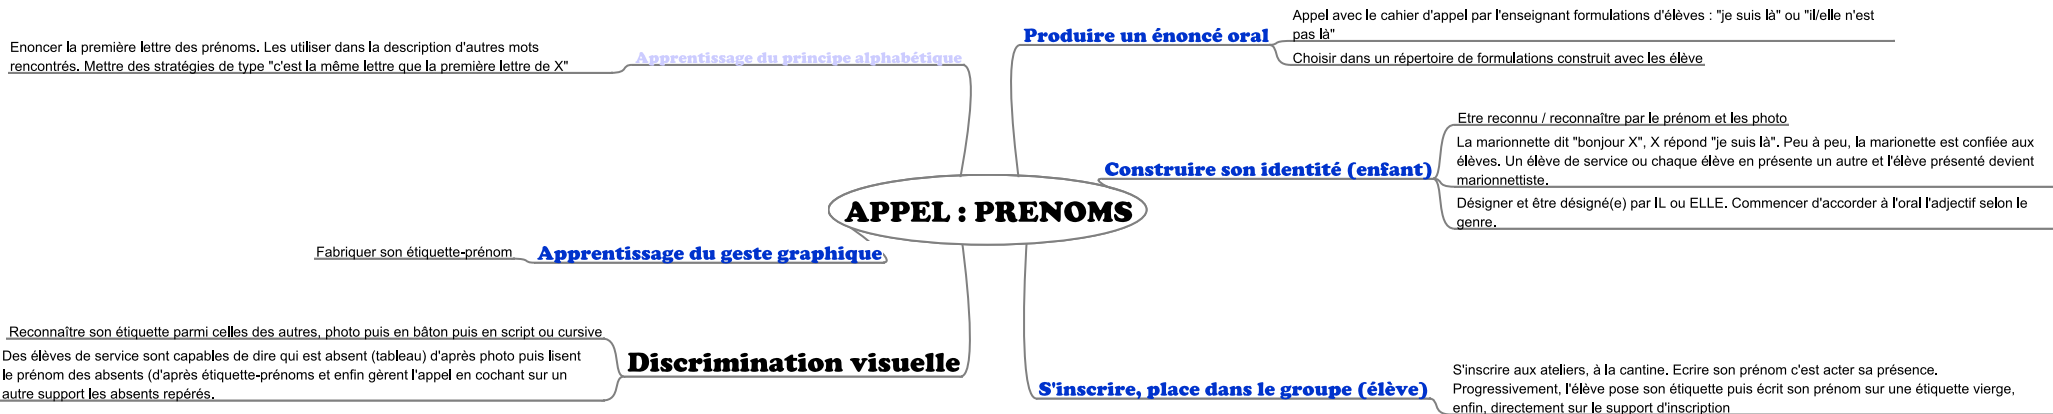 Enoncer la première lettre des prénoms. Les utiliser dans la description d'autres mots
rencontrés. Mettre des stratégies de type "c'est la même lettre que la première lettre de X"
Apprentissage du principe alphabétique
Produire un énoncé oral
Appel avec le cahier d'appel par l'enseignant formulations d'élèves : "je suis là" ou "il/elle n'est
pas là"
Choisir dans un répertoire de formulations construit avec les élève
Construire son identité (enfant)
Etre reconnu / reconnaître par le prénom et les photo
La marionnette dit "bonjour X", X répond "je suis là". Peu à peu, la marionette est confiée aux
élèves. Un élève de service ou chaque élève en présente un autre et l'élève présenté devient
marionnettiste.
Désigner et être désigné(e) par IL ou ELLE. Commencer d'accorder à l'oral l'adjectif selon le
genre.
APPEL : PRENOMS
Fabriquer son étiquette-prénom
Apprentissage du geste graphique
Reconnaître son étiquette parmi celles des autres, photo puis en bâton puis en script ou cursive
Des élèves de service sont capables de dire qui est absent (tableau) d'après photo puis lisent
le prénom des absents (d'après étiquette-prénoms et enfin gèrent l'appel en cochant sur un
autre support les absents repérés.
Discrimination visuelle
S'inscrire, place dans le groupe (élève)
S'inscrire aux ateliers, à la cantine. Ecrire son prénom c'est acter sa présence.
Progressivement, l'élève pose son étiquette puis écrit son prénom sur une étiquette vierge,
enfin, directement sur le support d'inscription